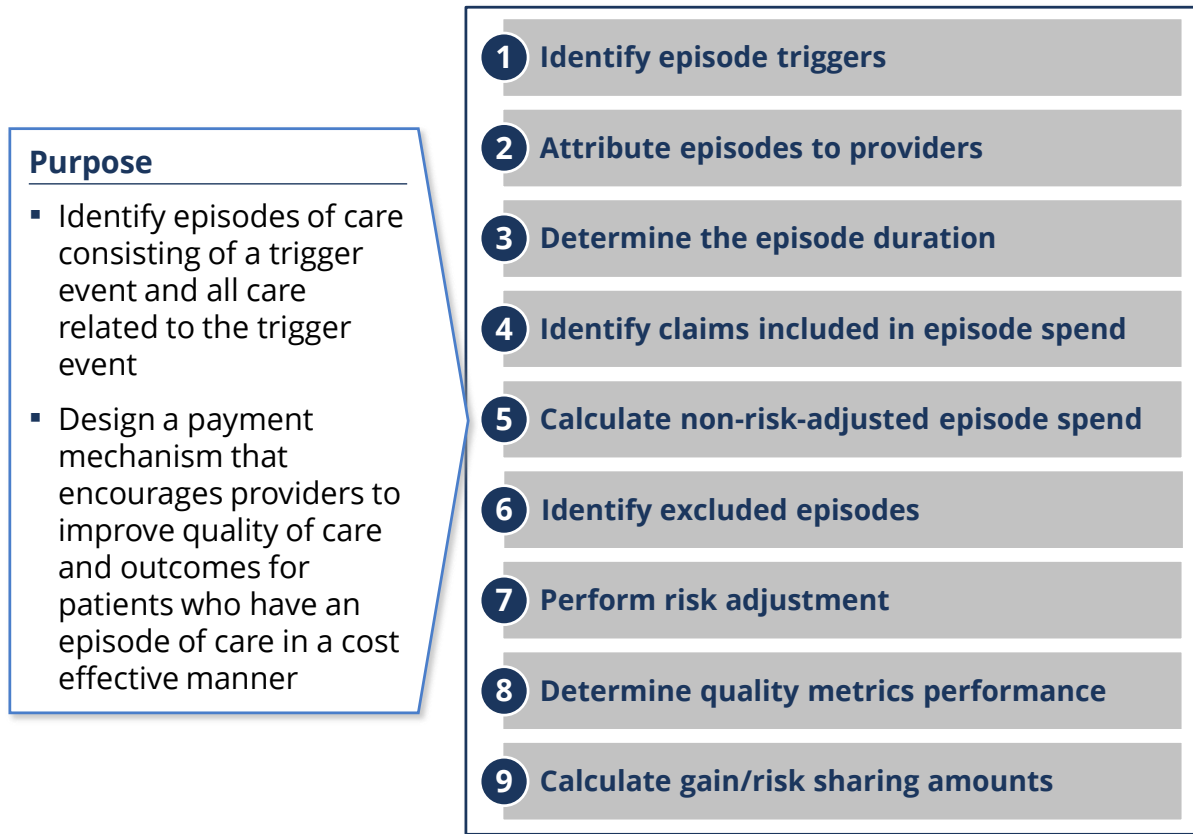 Purpose
▪ Identify episodes of care
consisting of a trigger
event and all care
related to the trigger
event
▪ Design a payment
mechanism that
encourages providers to
improve quality of care
and outcomes for
patients who have an
episode of care in a cost
effective manner
1 Identify episode triggers
2 Attribute episodes to providers
3 Determine the episode duration
4 Identify claims included in episode spend
5 Calculate non-risk-adjusted episode spend
6 Identify excluded episodes
7 Perform risk adjustment
8 Determine quality metrics performance
9 Calculate gain/risk sharing amounts